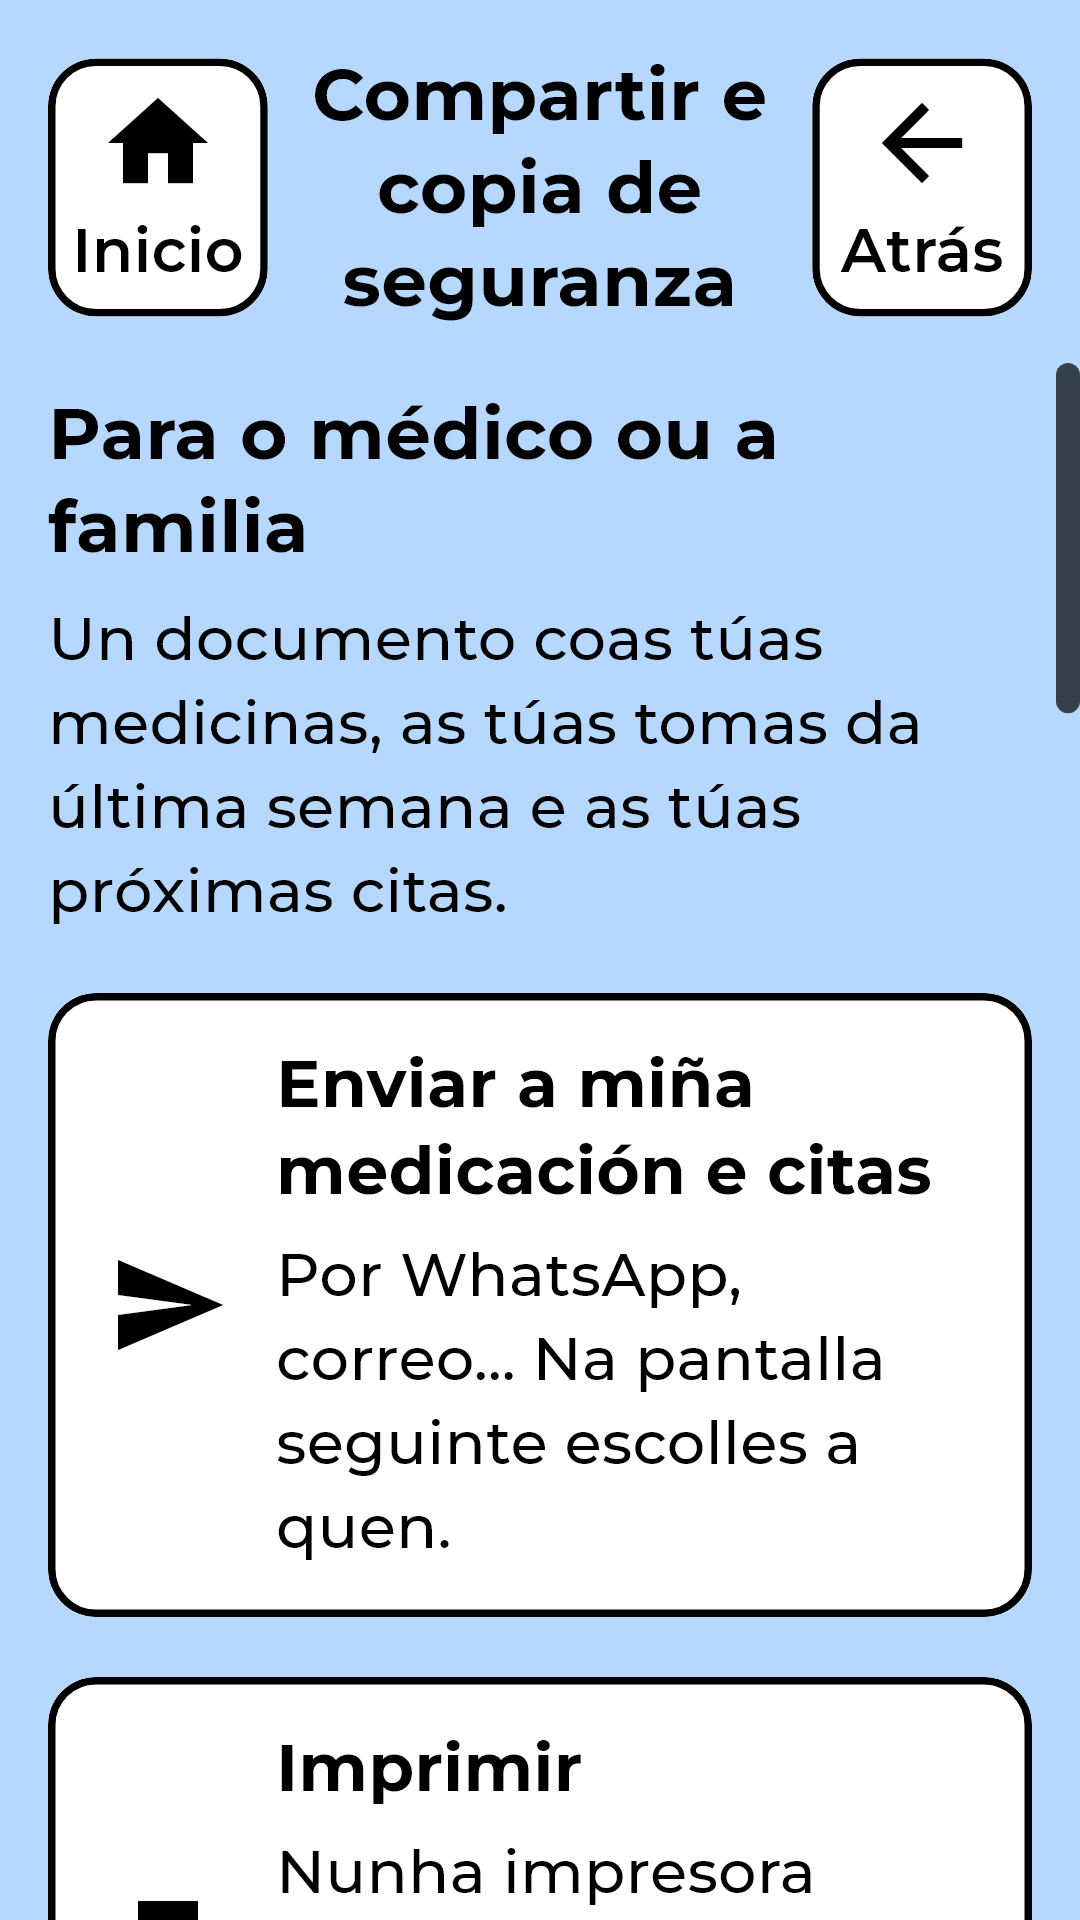 Compartir e
copia de
seguranza
Inicio
Atrás
Para o médico ou a
familia
Un documento coas túas
medicinas, as túas tomas da
última semana e as túas
próximas citas.
Enviar a miña
medicación e citas
Por WhatsApp,
correo... Na pantalla
seguinte escolles a
quen.
Imprimir
Nunha impresora